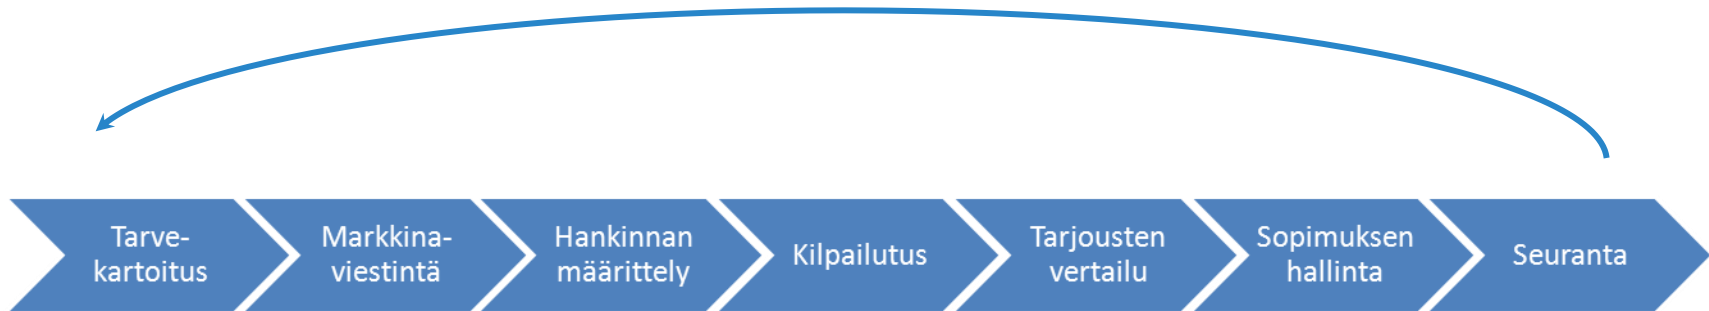 Tarve-
kartoitus
Markkina-
viestintä
Hankinnan
määrittely
Kilpailutus
Tarjousten
vertailu
Sopimuksen
hallinta
Seuranta